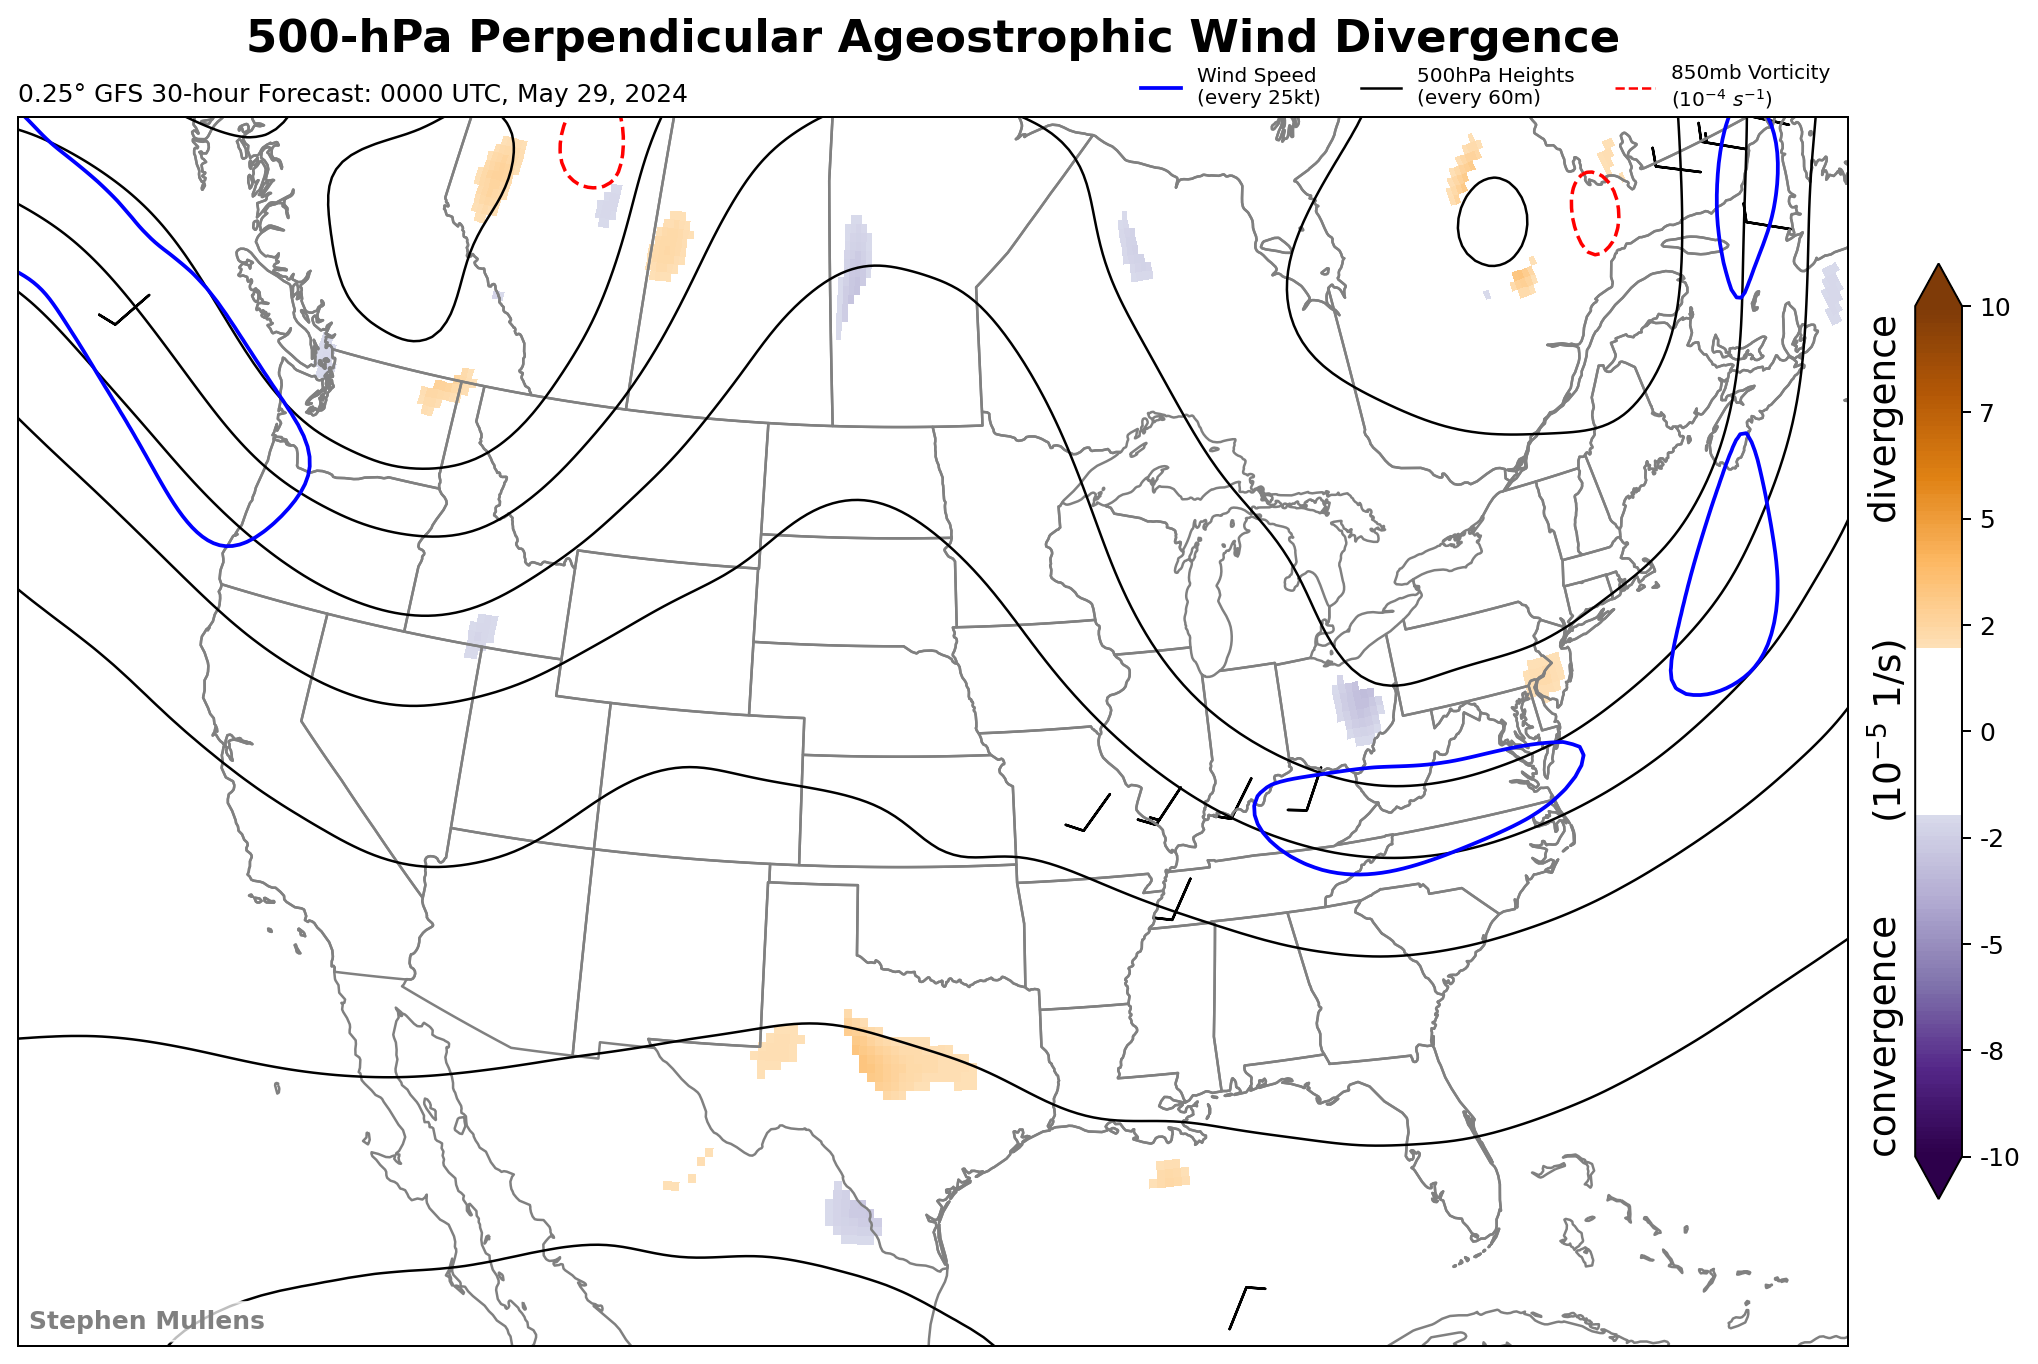 500-hPa Perpendicular Ageostrophic Wind Divergence
0.25° GFS 30-hour Forecast: 0000 UTC, May 29, 2024
Wind Speed
(every 25kt)
500hPa Heights
(every 60m)
850mb Vorticity
(10⁻⁴ s⁻¹)
10
7
5
2
0
-2
-5
-8
-10
divergence
(10⁻⁵ 1/s)
convergence
Stephen Mullens